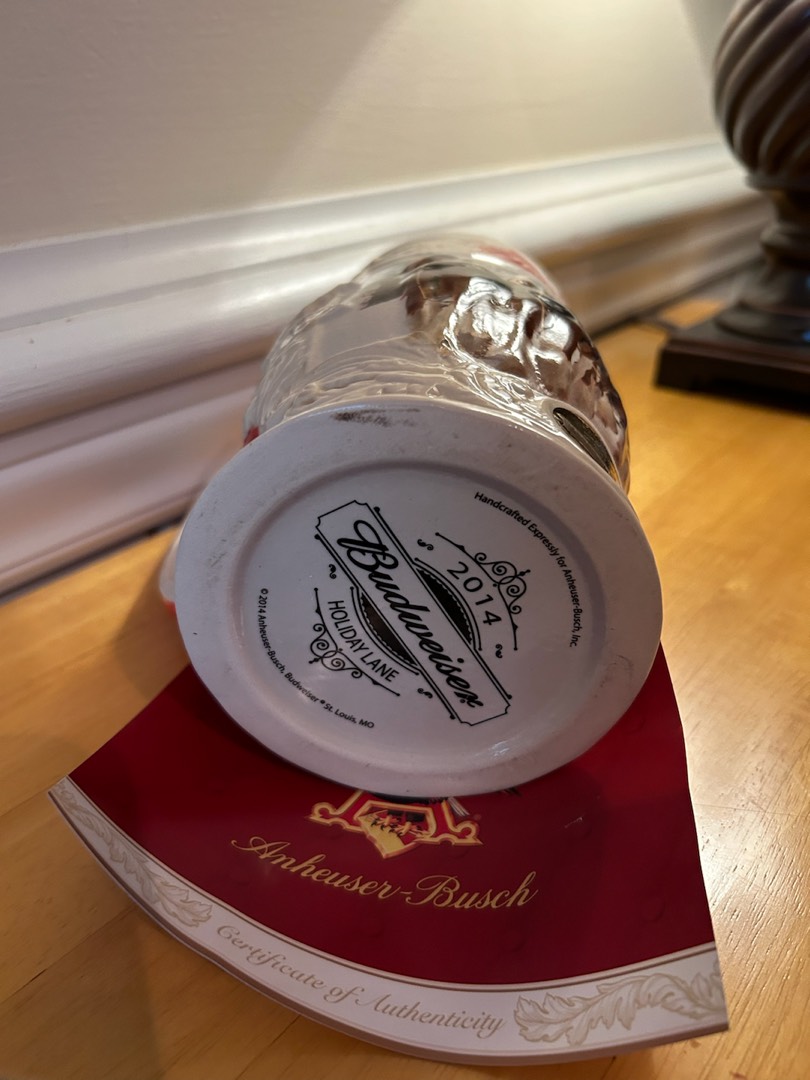 Handcrafted Expressly for Anheuser-Busch, Inc.
2014
Budweiser
HOLIDAY LANE
© 2014 Anheuser-Busch, Budweiser® St. Louis, MO
Anheuser-Busch
Certificate of Authenticity